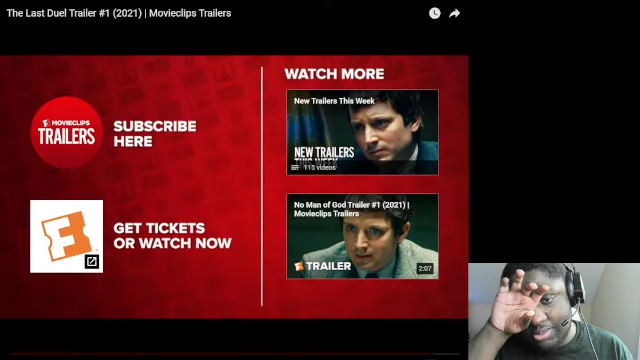 The Last Duel Trailer #1 (2021) | Movieclips Trailers
MOVIECLIPS
TRAILERS
SUBSCRIBE
HERE
GET TICKETS
OR WATCH NOW
WATCH MORE
New Trailers This Week
NEW TRAILERS
THIS WEEK
115 videos
No Man of God Trailer #1 (2021) |
Movieclips Trailers
TRAILER
2:07